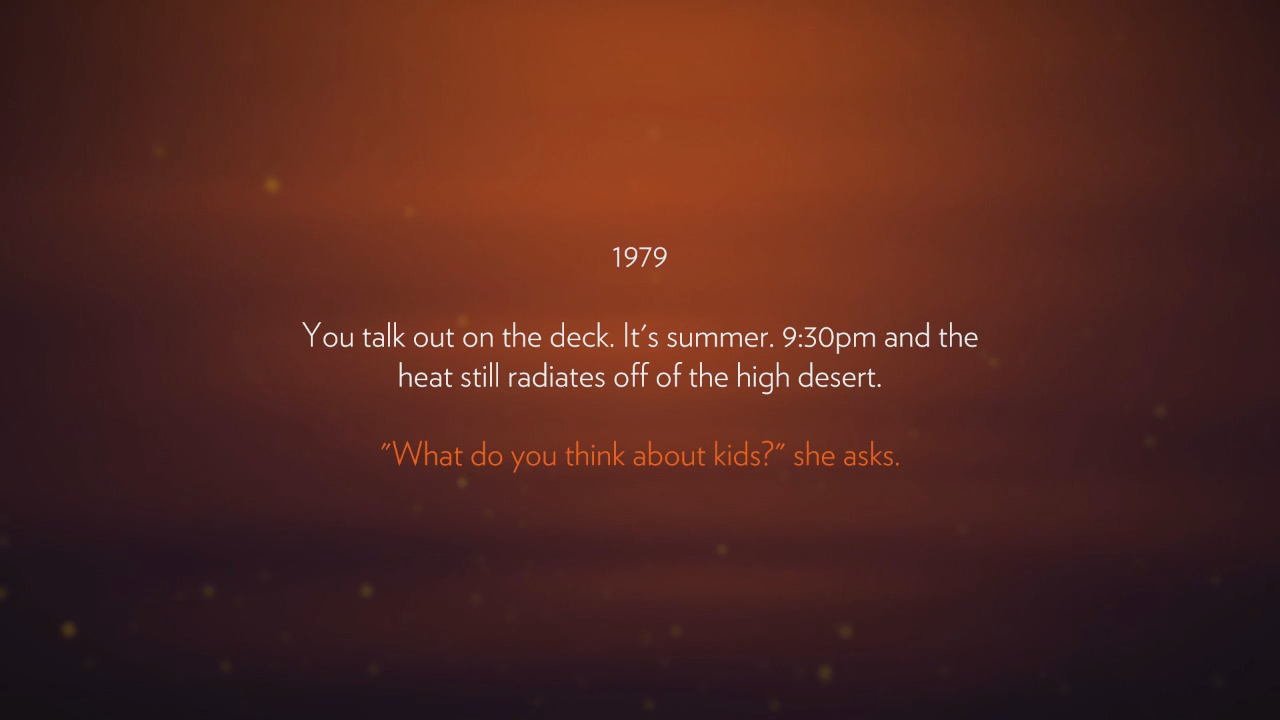 1979
You talk out on the deck. It's summer. 9:30pm and the
heat still radiates off of the high desert.
"What do you think about kids?" she asks.